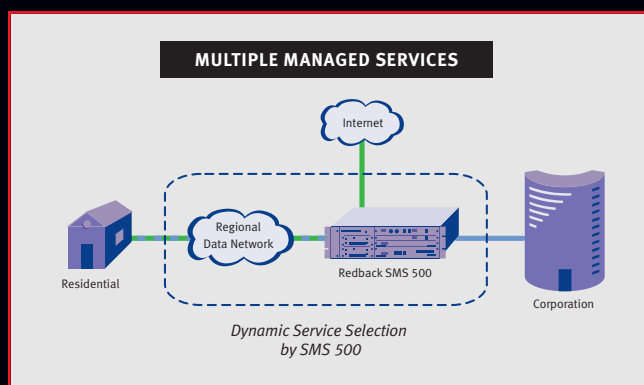 MULTIPLE MANAGED SERVICES
Internet
Regional
Data Network
Residential
Redback SMS 500
Corporation
Dynamic Service Selection
by SMS 500